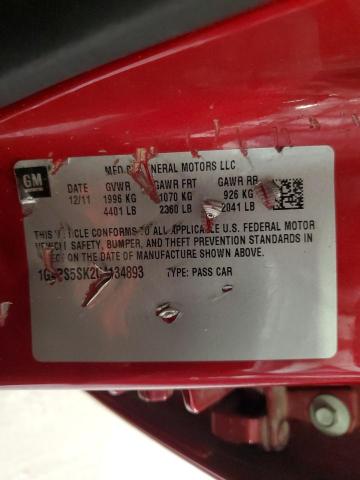 GM
MFD BY GENERAL MOTORS LLC
DATE GVWR GAWR FRT GAWR RR
12/11 1996 KG 1070 KG 926 KG
4401 LB 2360 LB 2041 LB
THIS VEHICLE CONFORMS TO ALL APPLICABLE U.S. FEDERAL MOTOR
VEHICLE SAFETY, BUMPER, AND THEFT PREVENTION STANDARDS IN
EFFECT ON THE DATE OF MANUFACTURE SHOWN ABOVE.
TYPE: PASS CAR